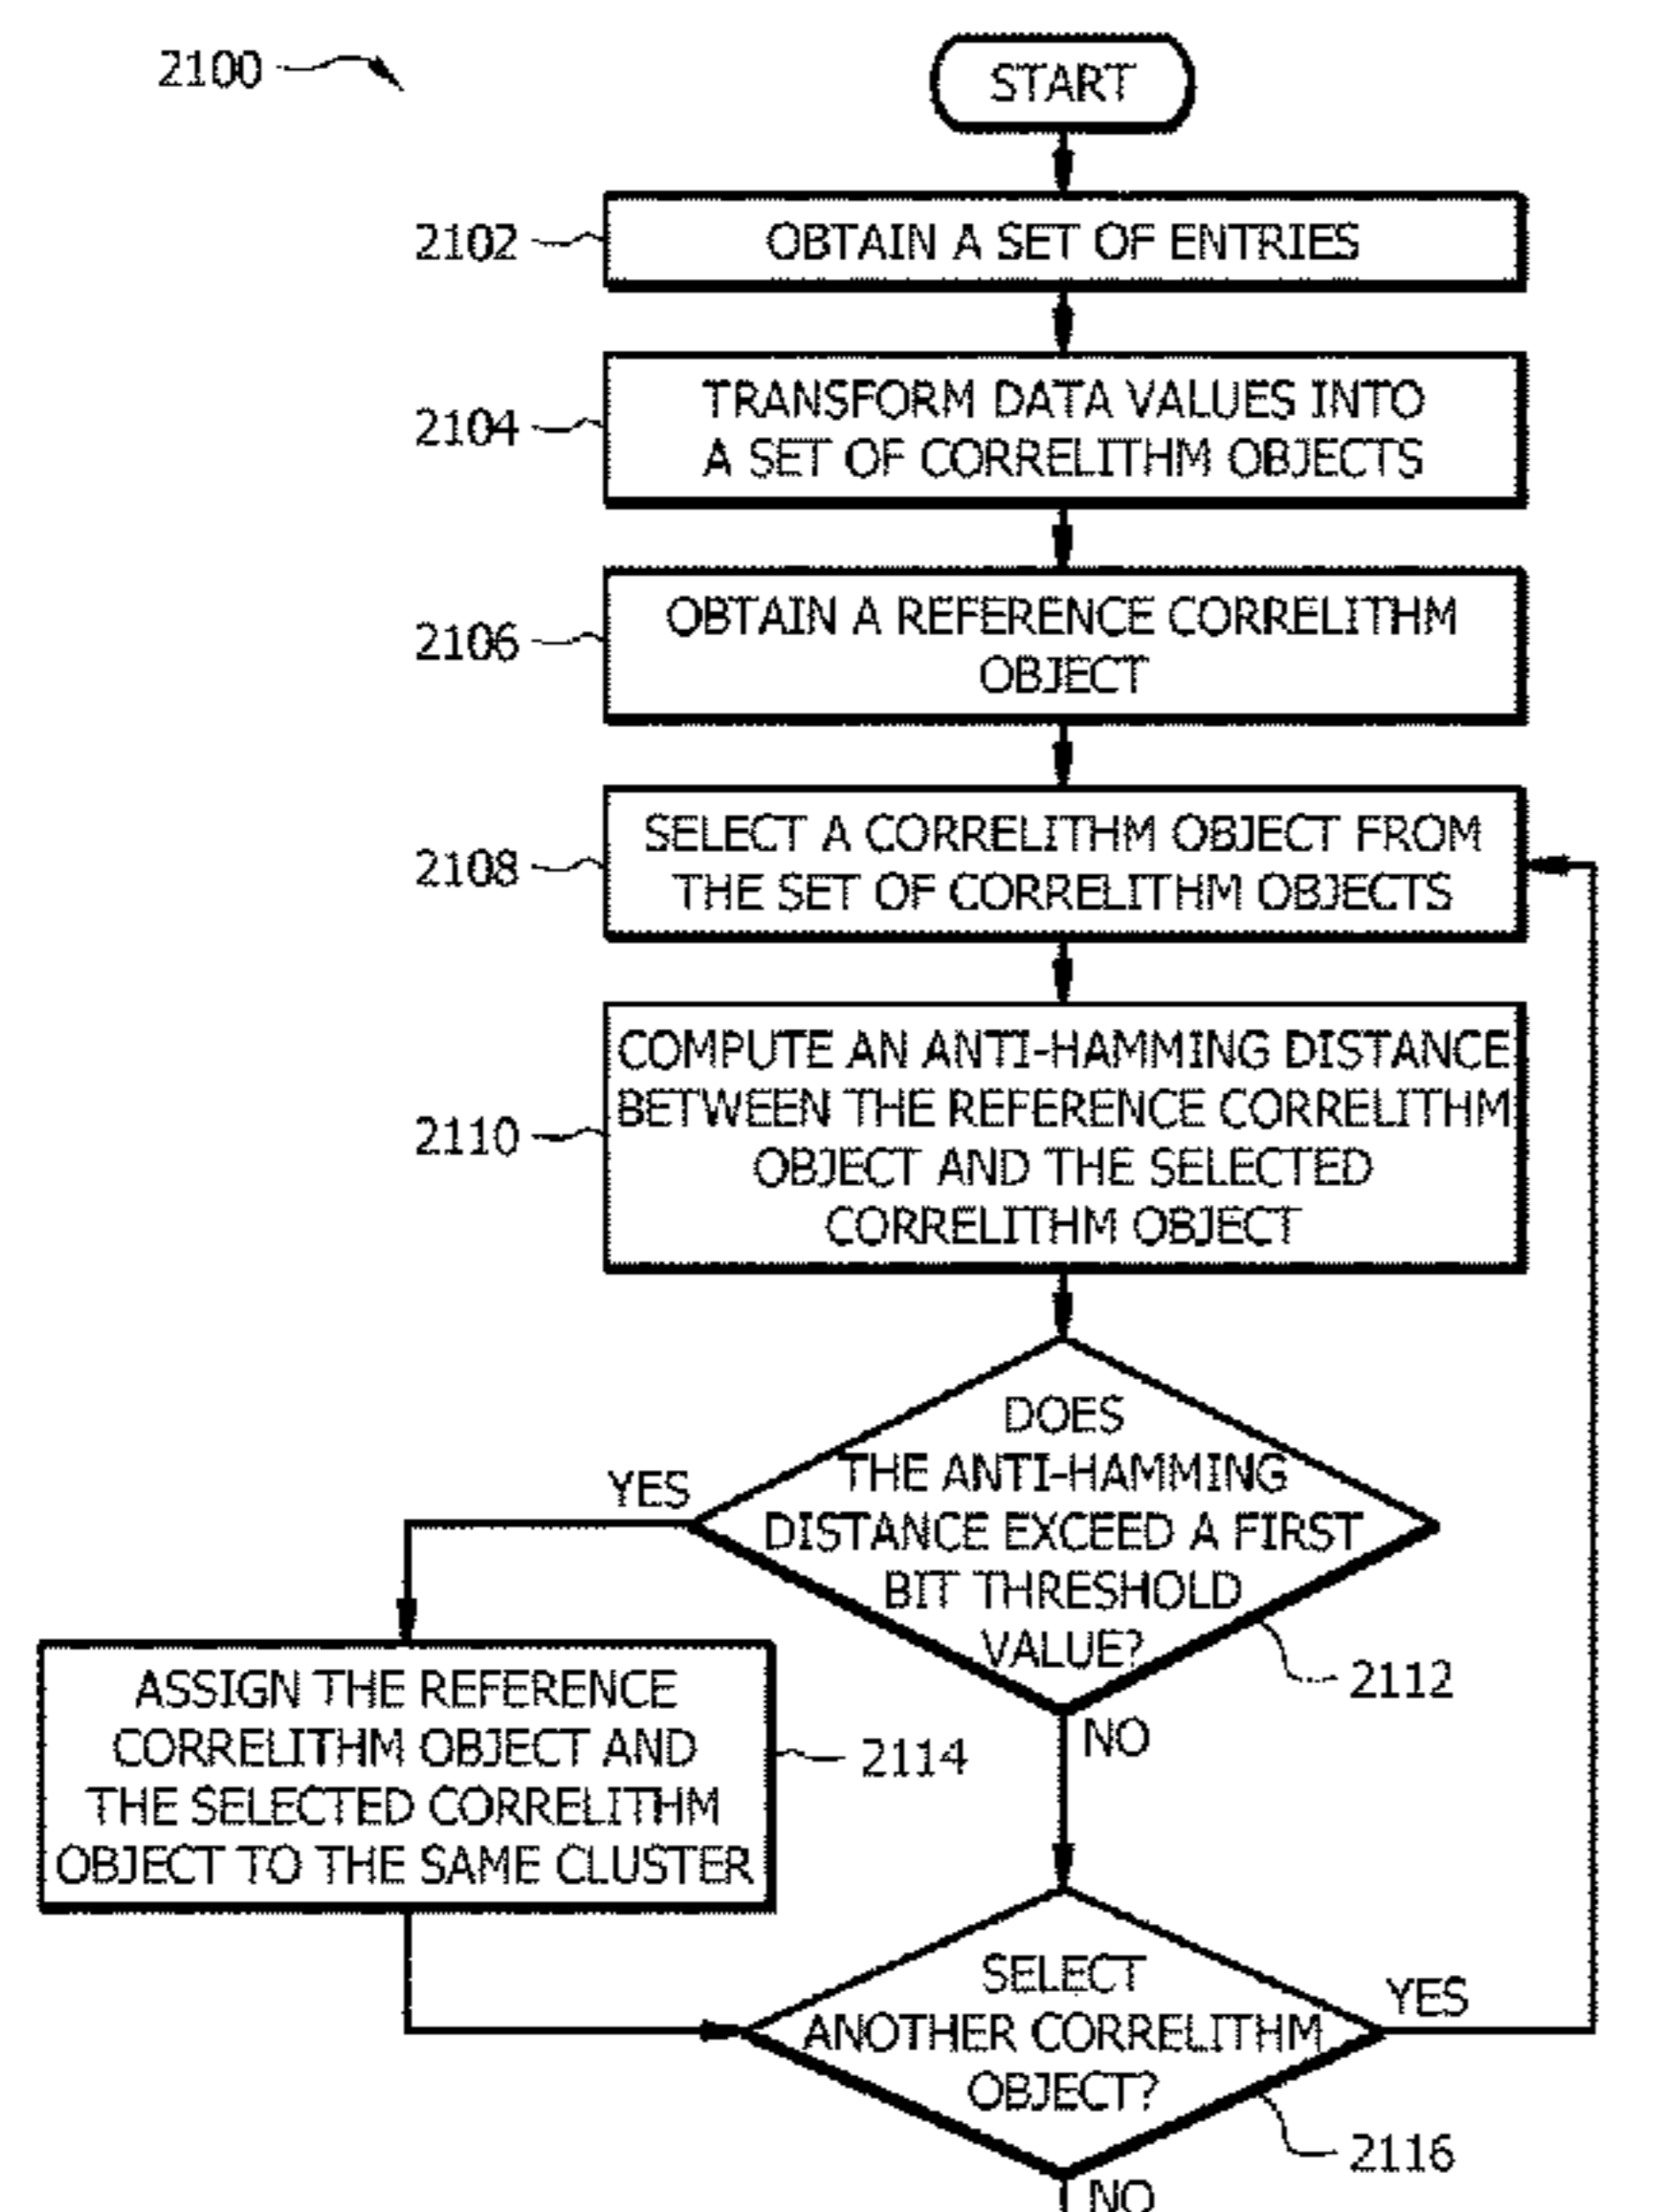 2100
START
2102
OBTAIN A SET OF ENTRIES
2104
TRANSFORM DATA VALUES INTO
A SET OF CORRELITHM OBJECTS
2106
OBTAIN A REFERENCE CORRELITHM
OBJECT
2108
SELECT A CORRELITHM OBJECT FROM
THE SET OF CORRELITHM OBJECTS
2110
COMPUTE AN ANTI-HAMMING DISTANCE
BETWEEN THE REFERENCE CORRELITHM
OBJECT AND THE SELECTED
CORRELITHM OBJECT
DOES
THE ANTI-HAMMING
DISTANCE EXCEED A FIRST
BIT THRESHOLD
VALUE?
YES
2112
NO
ASSIGN THE REFERENCE
CORRELITHM OBJECT AND
THE SELECTED CORRELITHM
OBJECT TO THE SAME CLUSTER
2114
SELECT
ANOTHER CORRELITHM
OBJECT?
YES
2116
NO